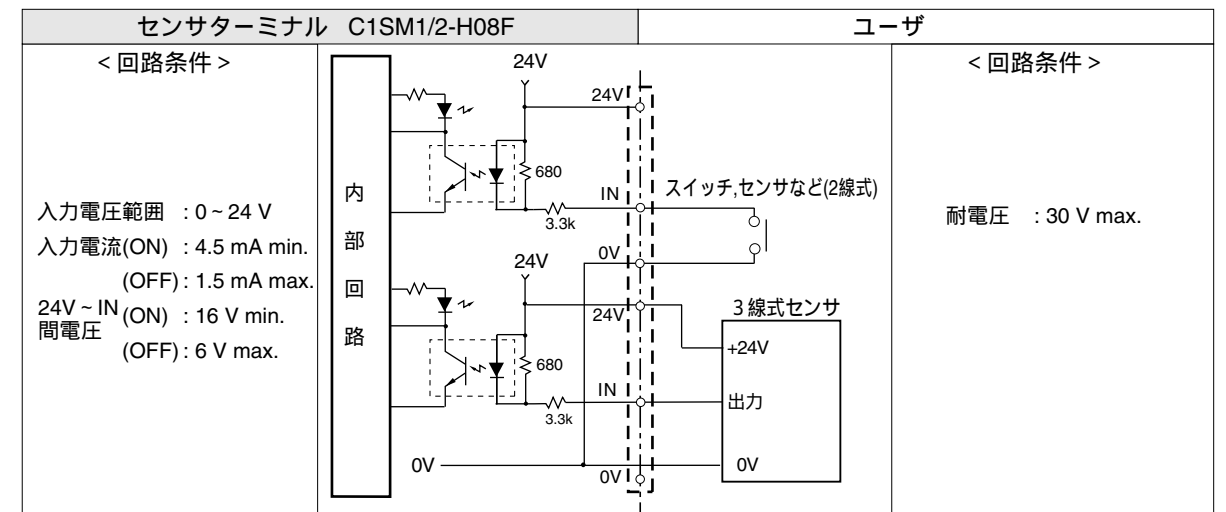 センサターミナル C1SM1/2-H08F
ユーザ
<回路条件>
入力電圧範囲 : 0~24 V
入力電流(ON) : 4.5 mA min.
(OFF) : 1.5 mA max.
24V~IN間電圧 (ON) : 16 V min.
(OFF) : 6 V max.
内部回路
24V
24V
680
IN
3.3k
0V
スイッチ,センサなど(2線式)
24V
24V
3線式センサ
+24V
680
IN
3.3k
出力
0V
0V
0V
<回路条件>
耐電圧 : 30 V max.